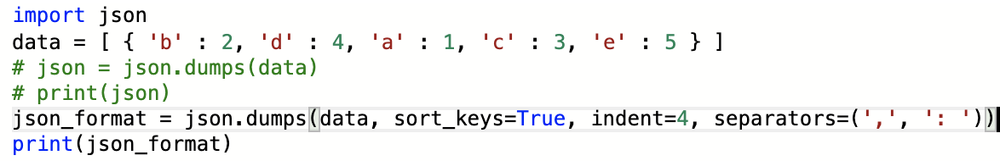 import json
data = [ { 'b' : 2, 'd' : 4, 'a' : 1, 'c' : 3, 'e' : 5 } ]
# json = json.dumps(data)
# print(json)
json_format = json.dumps(data, sort_keys=True, indent=4, separators=(',', ': '))
print(json_format)